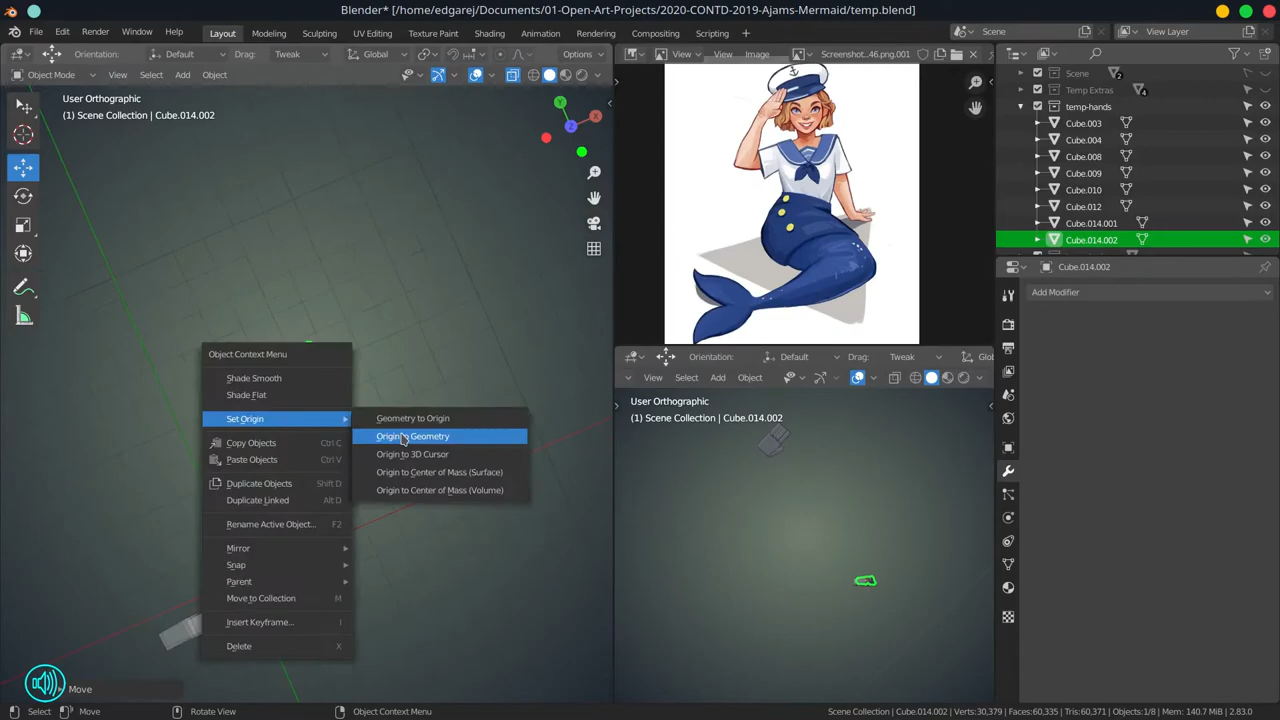 Blender* [/home/edgarej/Documents/01-Open-Art-Projects/2020-CONTD-2019-Ajams-Mermaid/temp.blend]
File Edit Render Window Help Layout Modeling Sculpting UV Editing Texture Paint Shading Animation Rendering Compositing Scripting + Scene View Layer
Orientation: Default Drag: Tweak Global Options
Object Mode View Select Add Object
User Orthographic
(1) Scene Collection | Cube.014.002
Y
X
Z
View View Image Screenshot...46.png.001
Scene 2
Temp Extras 4
temp-hands
Cube.003
Cube.004
Cube.008
Cube.009
Cube.010
Cube.012
Cube.014.001
Cube.014.002
Cube.014.002
Add Modifier
Object Context Menu
Shade Smooth
Shade Flat
Set Origin
Copy Objects Ctrl C
Paste Objects Ctrl V
Duplicate Objects Shift D
Duplicate Linked Alt D
Rename Active Object... F2
Mirror
Snap
Parent
Move to Collection M
Insert Keyframe... I
Delete X
Geometry to Origin
Origin to Geometry
Origin to 3D Cursor
Origin to Center of Mass (Surface)
Origin to Center of Mass (Volume)
Orientation: Default Drag: Tweak Glob
View Select Add Object
User Orthographic
(1) Scene Collection | Cube.014.002
Move
Select Move Rotate View Object Context Menu Scene Collection | Cube.014.002 | Verts:30,379 | Faces:60,335 | Tris:60,371 | Objects:1/8 | Mem: 140.7 MiB | 2.83.0